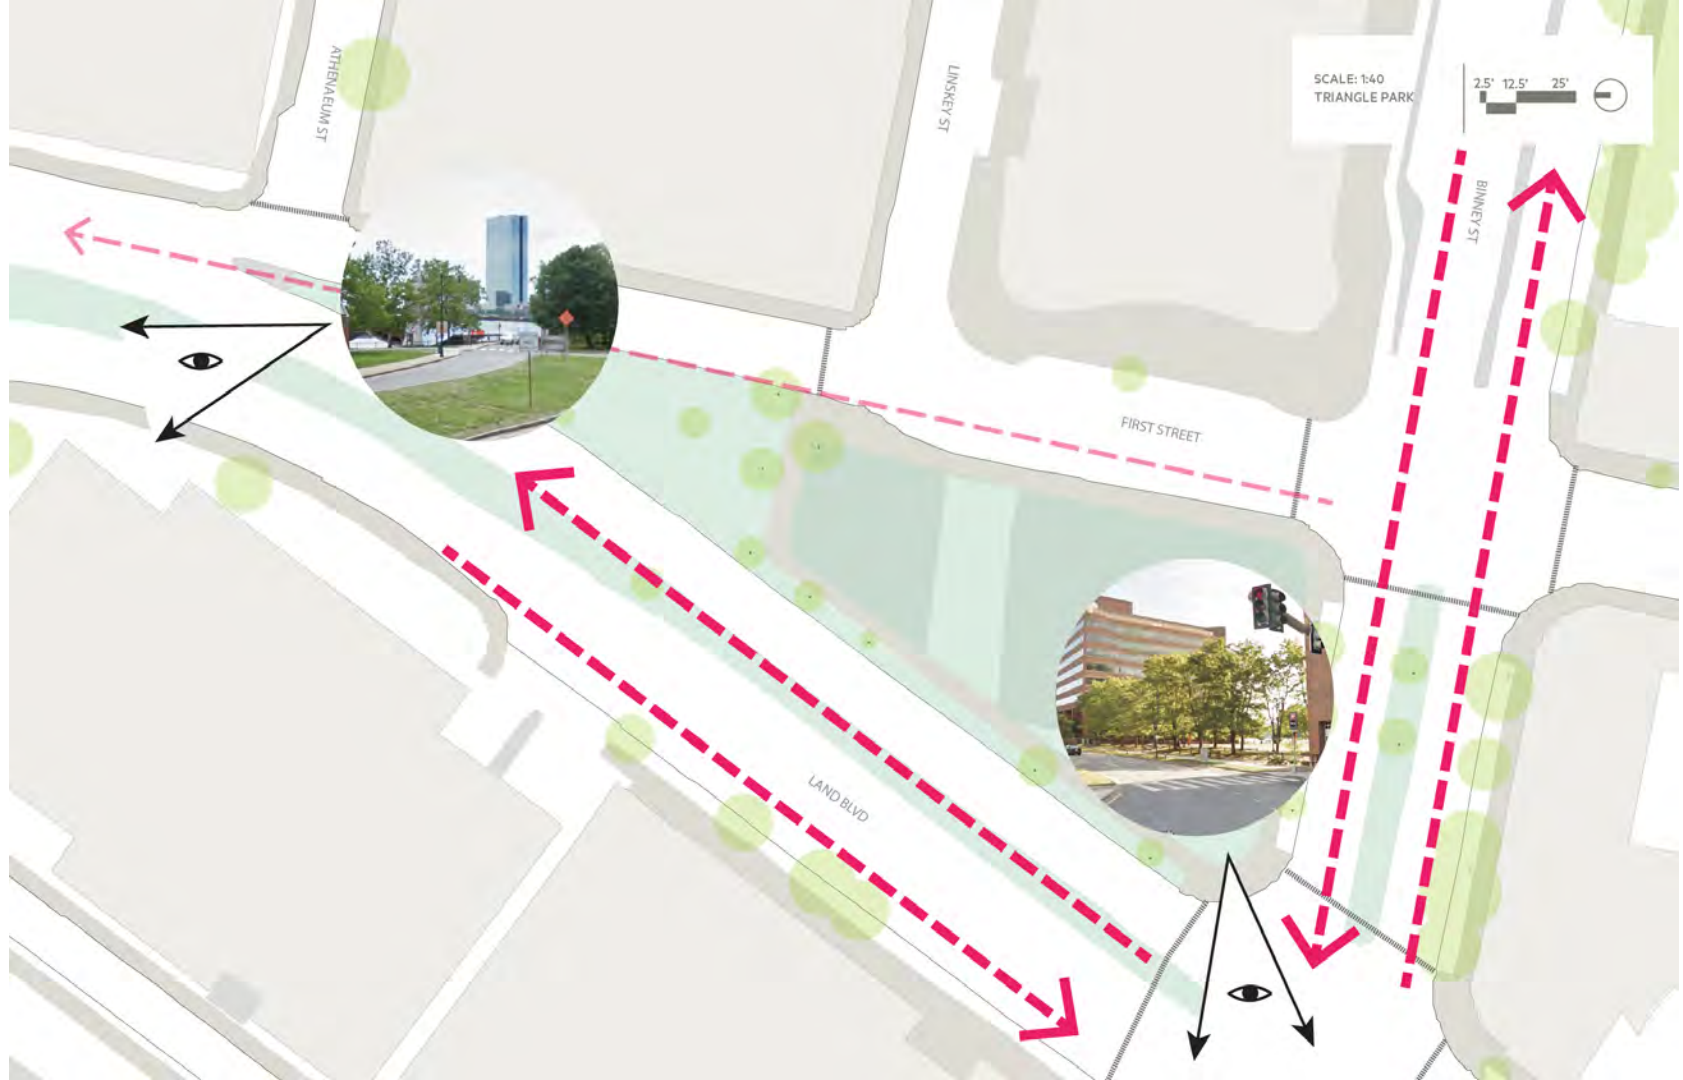 ATHENAEUM ST
LINSKEY ST
SCALE: 1:40
TRIANGLE PARK
2.5' 12.5' 25'
BINNEY ST
FIRST STREET
LAND BLVD